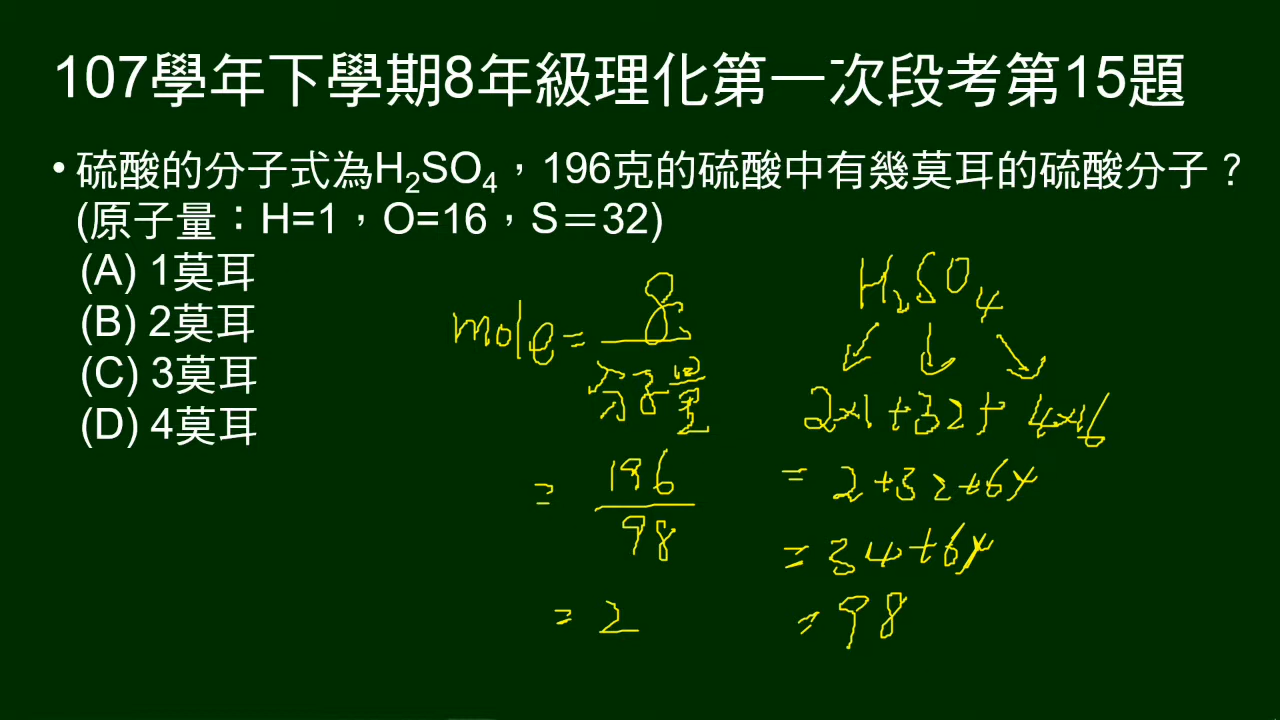 107學年下學期8年級理化第一次段考第15題
• 硫酸的分子式為H₂SO₄，196克的硫酸中有幾莫耳的硫酸分子？
(原子量：H=1，O=16，S＝32)
(A) 1莫耳
(B) 2莫耳
(C) 3莫耳
(D) 4莫耳
mole = g / 分子量
= 196 / 98
= 2
H₂SO₄
2×1+32+4×16
= 2+32+64
= 34+64
= 98